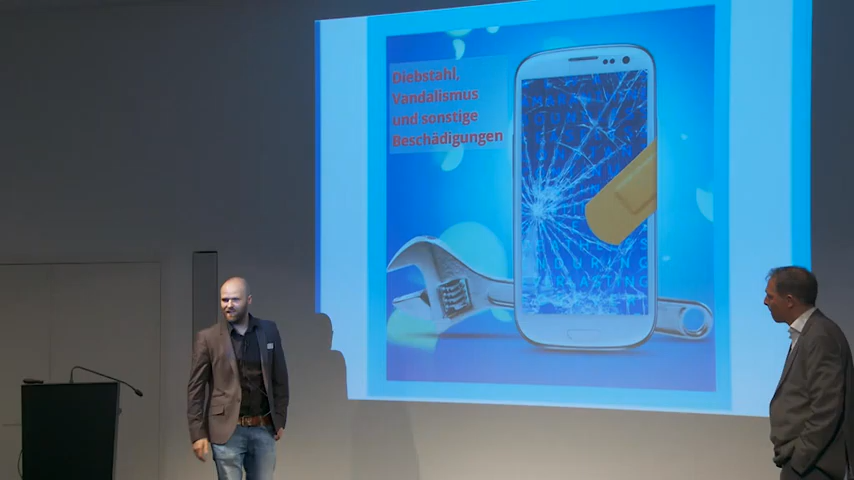 Diebstahl,
Vandalismus
und sonstige
Beschädigungen